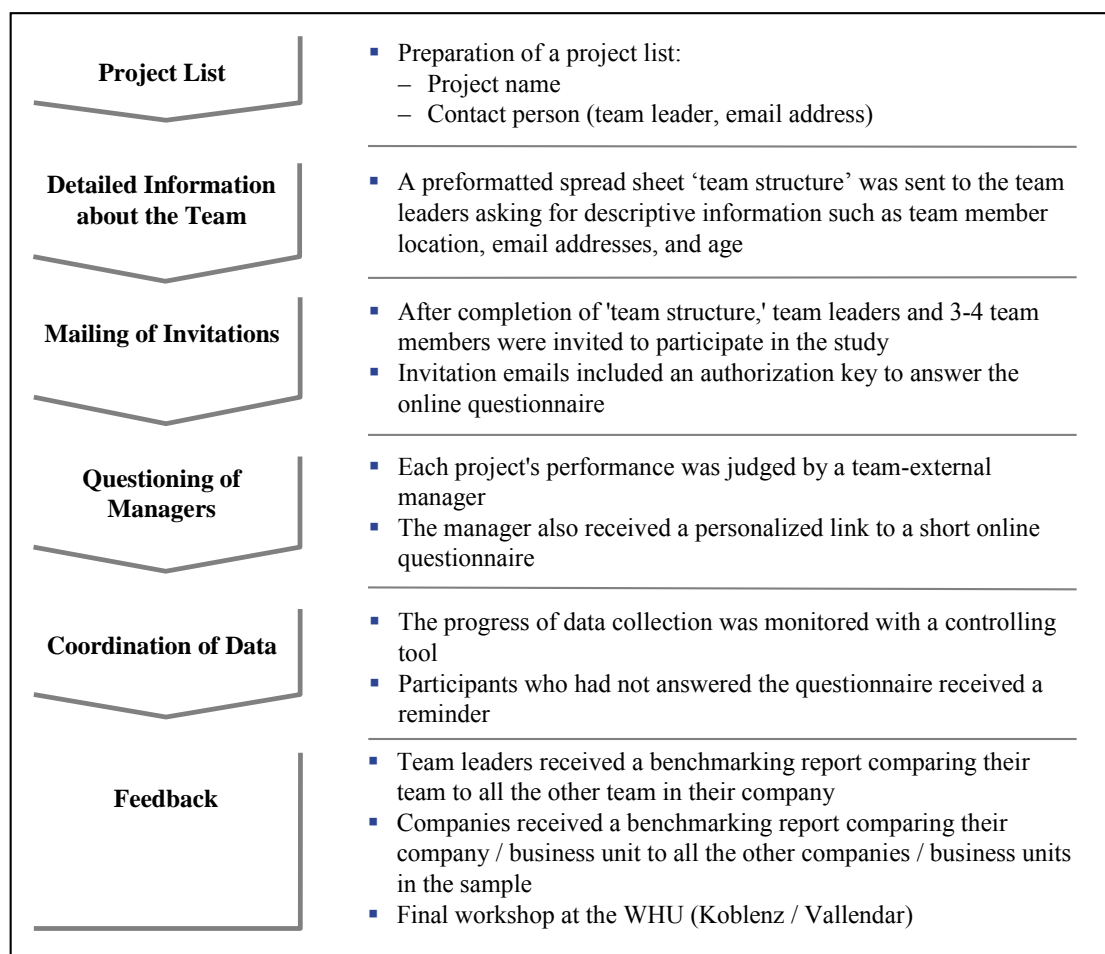 Project List
▪ Preparation of a project list:
– Project name
– Contact person (team leader, email address)
Detailed Information
about the Team
▪ A preformatted spread sheet ‘team structure’ was sent to the team
leaders asking for descriptive information such as team member
location, email addresses, and age
Mailing of Invitations
▪ After completion of 'team structure,' team leaders and 3-4 team
members were invited to participate in the study
▪ Invitation emails included an authorization key to answer the
online questionnaire
Questioning of
Managers
▪ Each project's performance was judged by a team-external
manager
▪ The manager also received a personalized link to a short online
questionnaire
Coordination of Data
▪ The progress of data collection was monitored with a controlling
tool
▪ Participants who had not answered the questionnaire received a
reminder
Feedback
▪ Team leaders received a benchmarking report comparing their
team to all the other team in their company
▪ Companies received a benchmarking report comparing their
company / business unit to all the other companies / business units
in the sample
▪ Final workshop at the WHU (Koblenz / Vallendar)